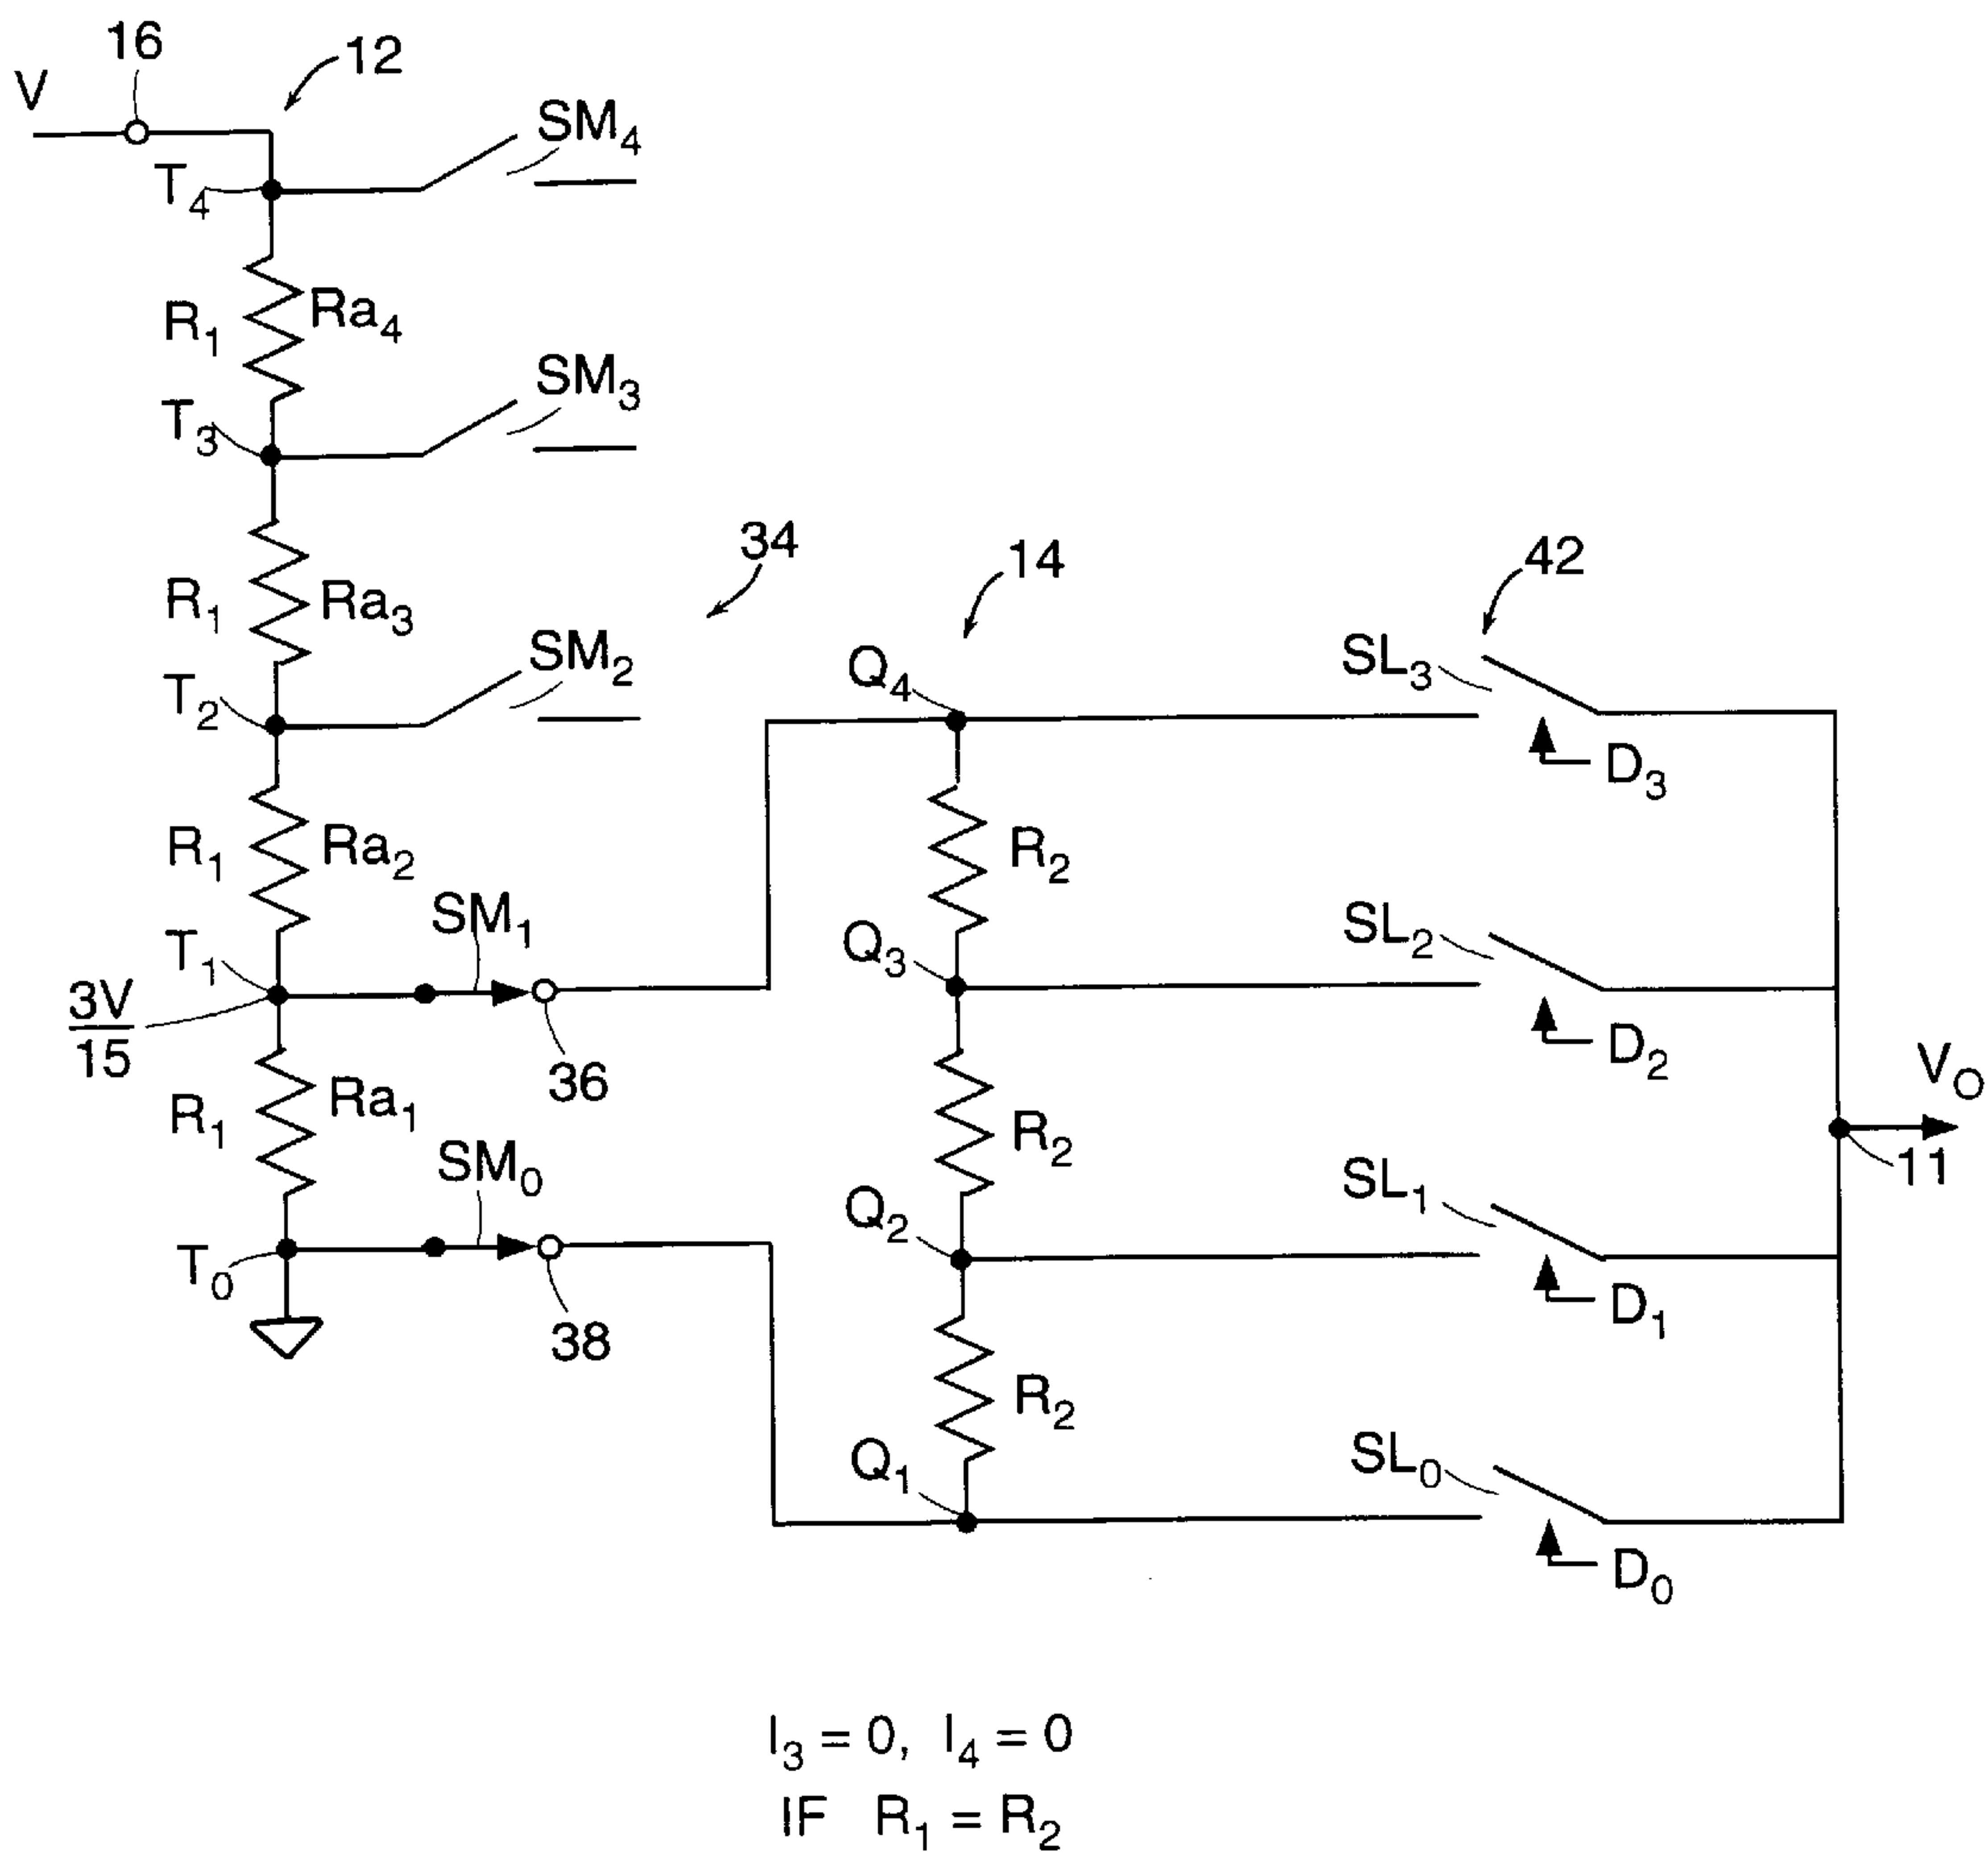 16
12
V
SM4
T4
R1 Ra4
SM3
T3
34
14
42
R1 Ra3
SM2
SL3
Q4
T2
D3
R1 Ra2
R2
SM1
SL2
Q3
T1
3V
15
D2
36
VO
R1 Ra1
R2
SM0
11
SL1
Q2
T0
D1
38
R2
SL0
Q1
D0
I3 = 0, I4 = 0
IF R1 = R2